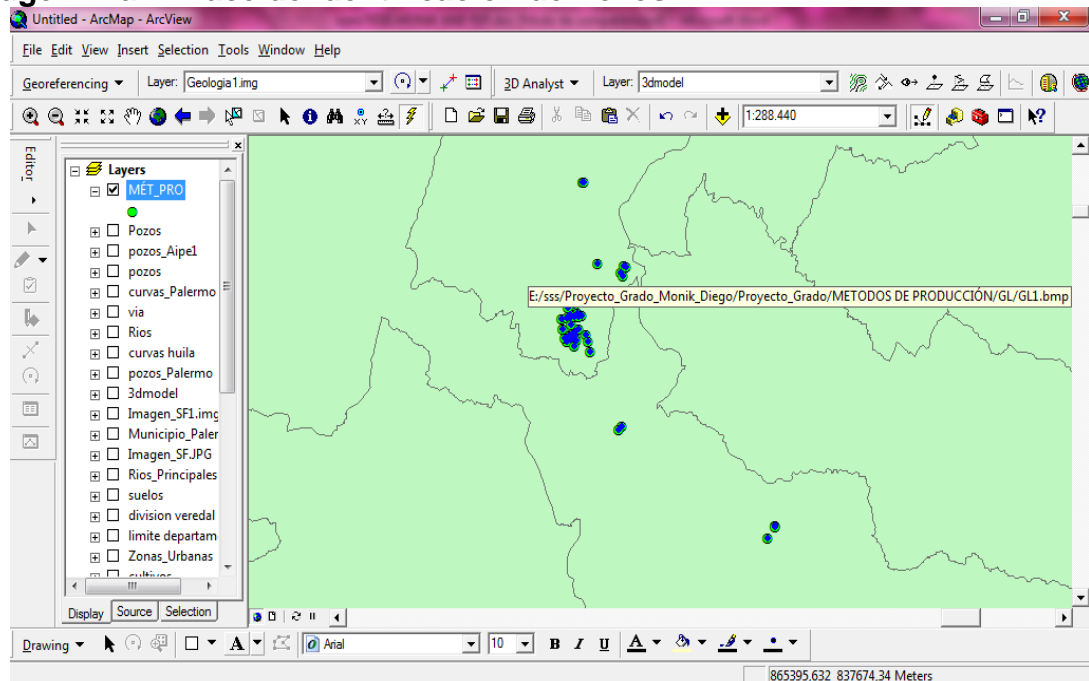 Untitled - ArcMap - ArcView
File Edit View Insert Selection Tools Window Help
Georeferencing Layer: Geologia1.img 3D Analyst Layer: 3dmodel
1:288.440
Editor
Layers
MÉT_PRO
Pozos
pozos_Aipe1
pozos
curvas_Palermo
via
Rios
curvas huila
pozos_Palermo
3dmodel
Imagen_SF1.img
Municipio_Paler
Imagen_SF.JPG
Rios_Principales
suelos
division veredal
limite departam
Zonas_Urbanas
E:/sss/Proyecto_Grado_Monik_Diego/Proyecto_Grado/METODOS DE PRODUCCIÓN/GL/GL1.bmp
Display Source Selection
Drawing A Arial 10 B I U A
865395.632 837674.34 Meters